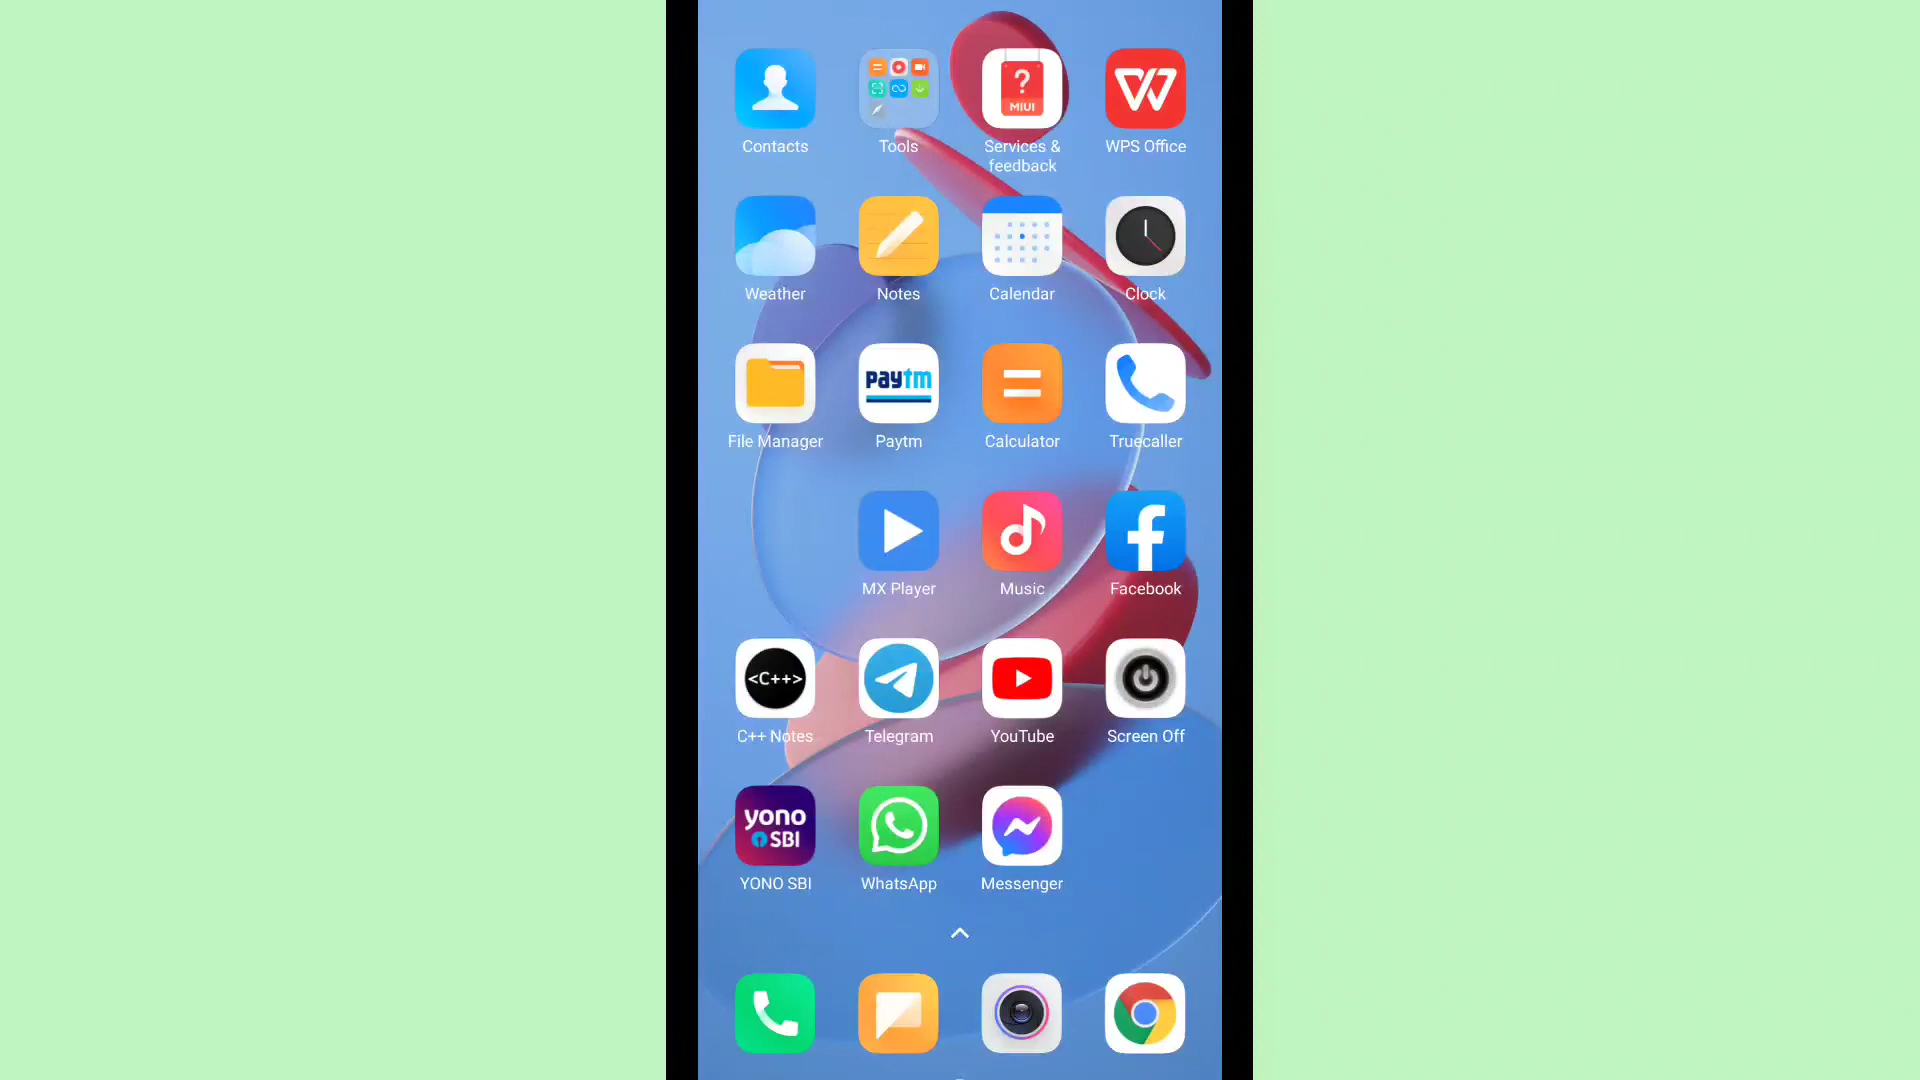 ?
MIUI
Contacts
Tools
Services &
feedback
WPS Office
Weather
Notes
Calendar
Clock
paytm
File Manager
Paytm
Calculator
Truecaller
MX Player
Music
Facebook
<C++>
C++ Notes
Telegram
YouTube
Screen Off
yono
SBI
YONO SBI
WhatsApp
Messenger